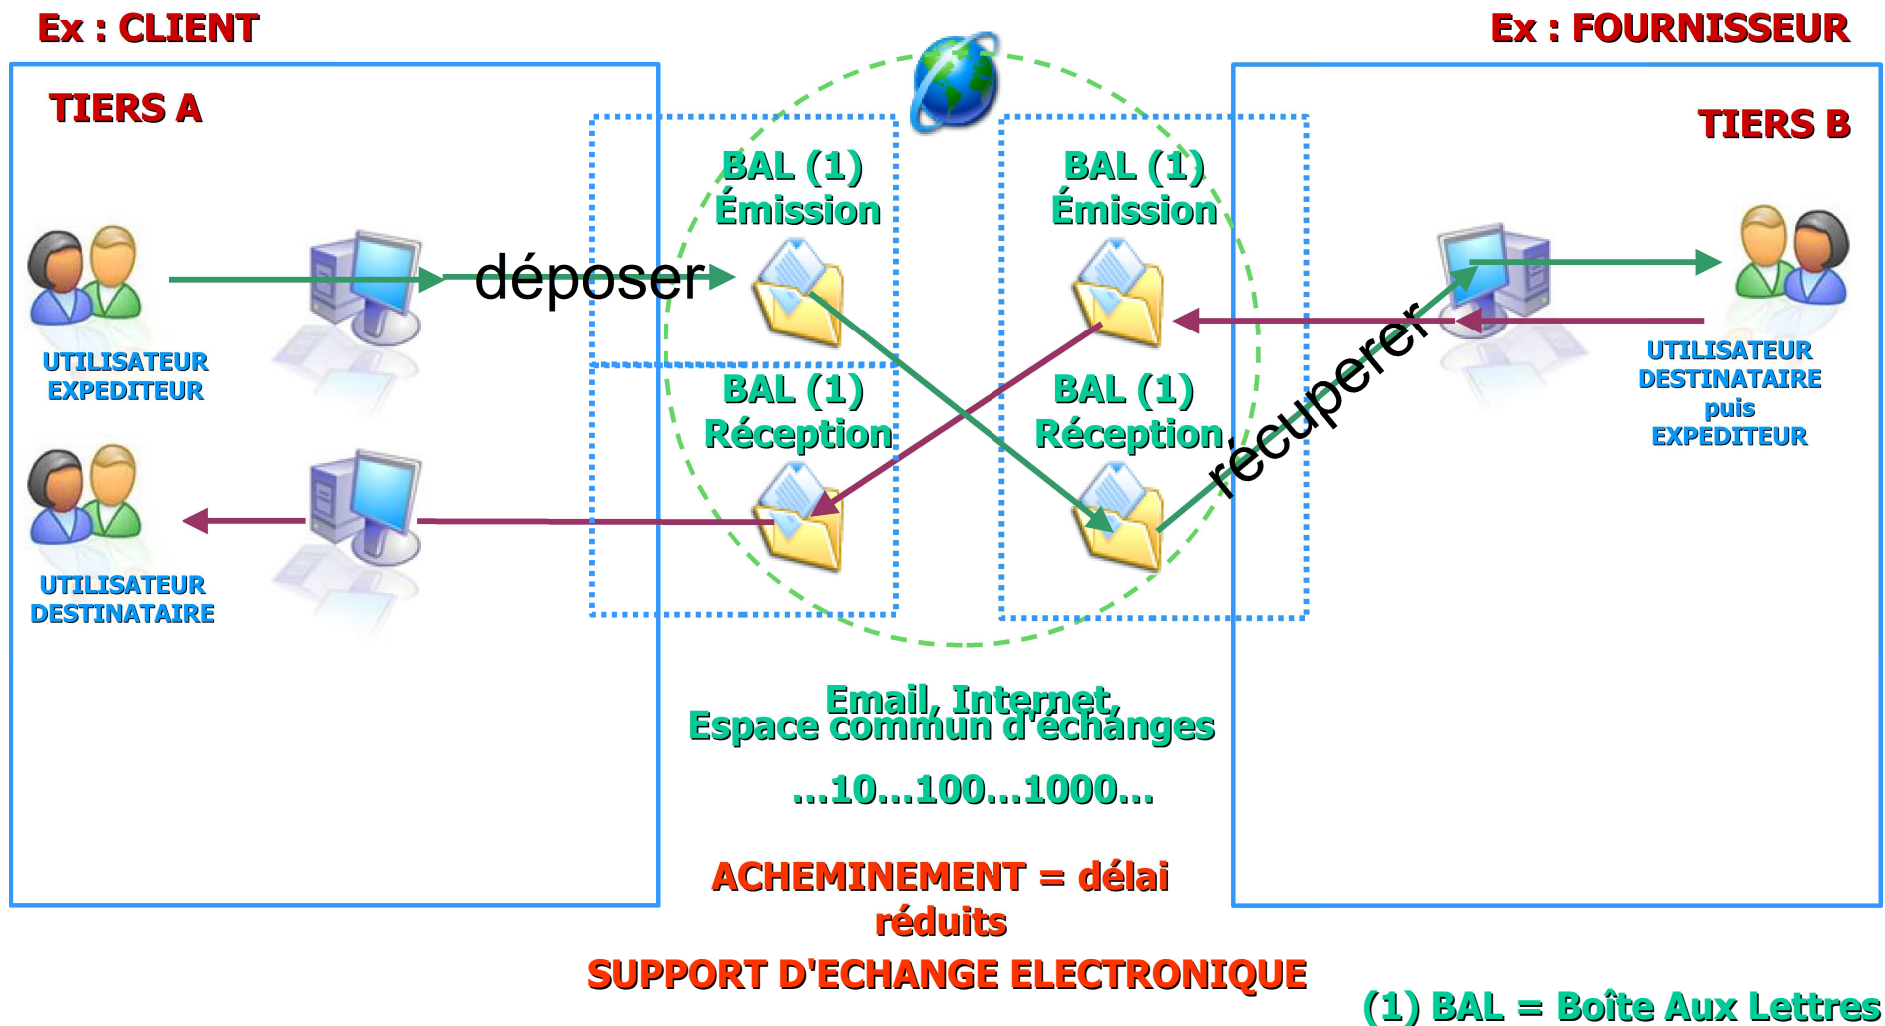 Ex : CLIENT
Ex : FOURNISSEUR
TIERS A
TIERS B
BAL (1)
Émission
BAL (1)
Émission
déposer
récuperer
UTILISATEUR
EXPEDITEUR
UTILISATEUR
DESTINATAIRE
puis
EXPEDITEUR
BAL (1)
Réception
BAL (1)
Réception
UTILISATEUR
DESTINATAIRE
Email, Internet,
Espace commun d'échanges
...10...100...1000...
ACHEMINEMENT = délai
réduits
SUPPORT D'ECHANGE ELECTRONIQUE
(1) BAL = Boîte Aux Lettres